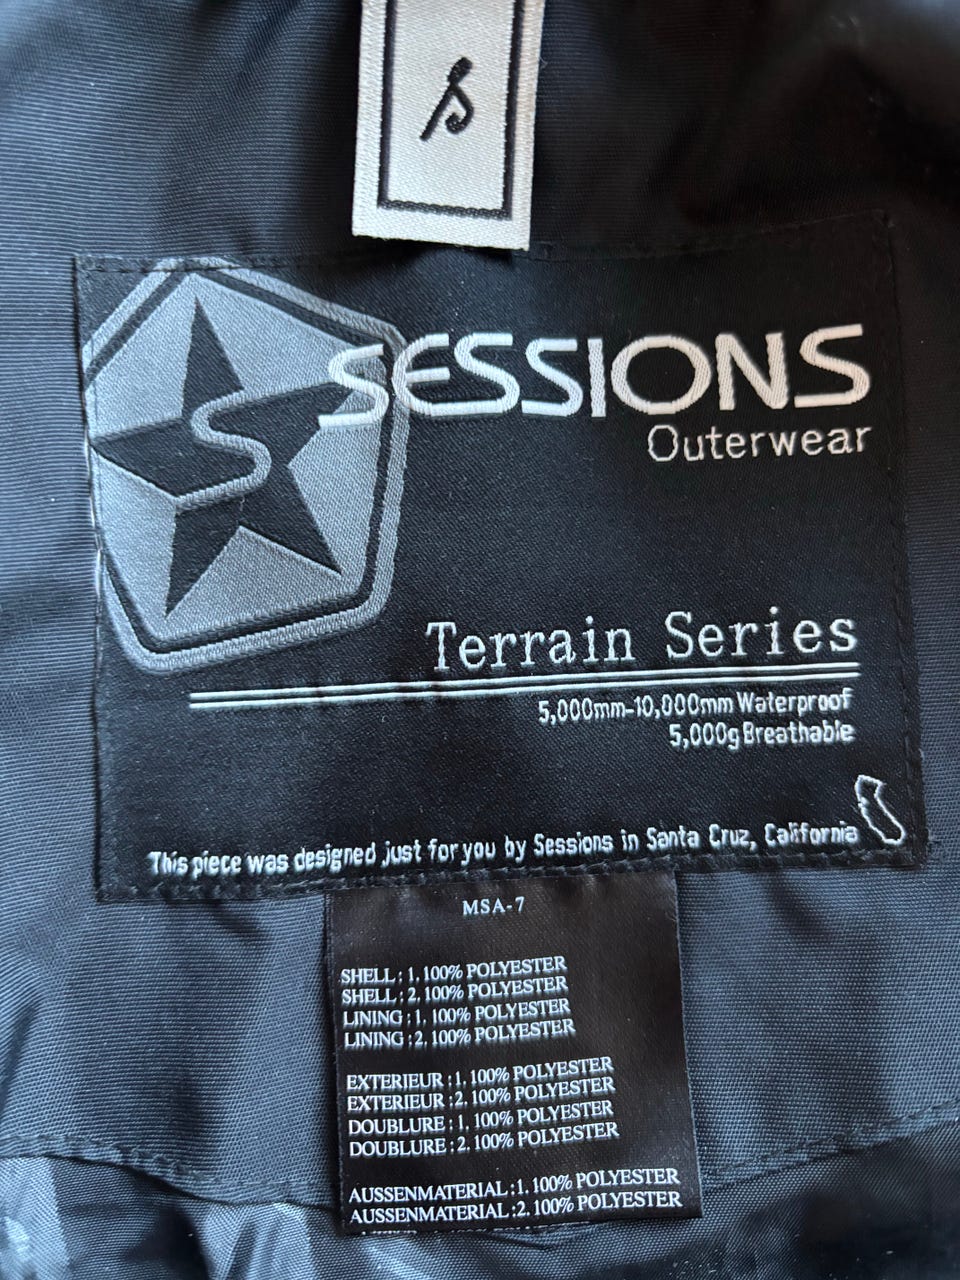 s
SESSIONS
Outerwear
Terrain Series
5,000mm-10,000mm Waterproof
5,000g Breathable
This piece was designed just for you by Sessions in Santa Cruz, California
MSA-7
SHELL : 1. 100% POLYESTER
SHELL : 2. 100% POLYESTER
LINING : 1. 100% POLYESTER
LINING : 2. 100% POLYESTER
EXTERIEUR : 1. 100% POLYESTER
EXTERIEUR : 2. 100% POLYESTER
DOUBLURE : 1. 100% POLYESTER
DOUBLURE : 2. 100% POLYESTER
AUSSENMATERIAL : 1. 100% POLYESTER
AUSSENMATERIAL : 2. 100% POLYESTER